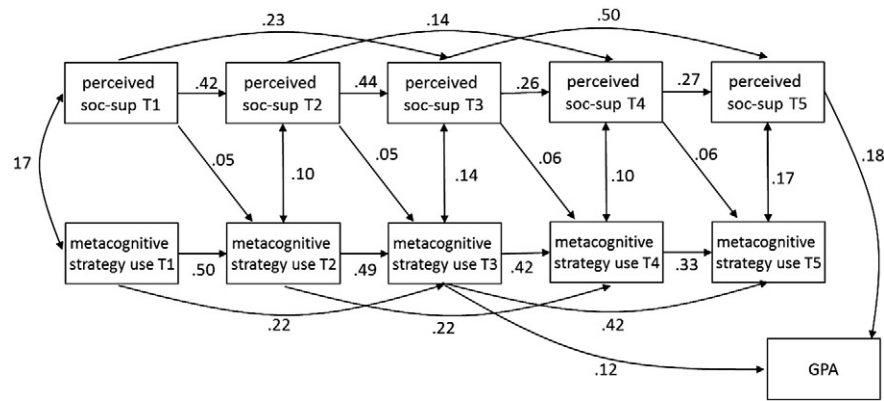 .23
.14
.50
perceived
soc-sup T1
.42
perceived
soc-sup T2
.44
perceived
soc-sup T3
.26
perceived
soc-sup T4
.27
perceived
soc-sup T5
17
.05
.10
.05
.14
.06
.10
.06
.17
.18
metacognitive
strategy use T1
.50
metacognitive
strategy use T2
.49
metacognitive
strategy use T3
.42
metacognitive
strategy use T4
.33
metacognitive
strategy use T5
.22
.22
.42
.12
GPA